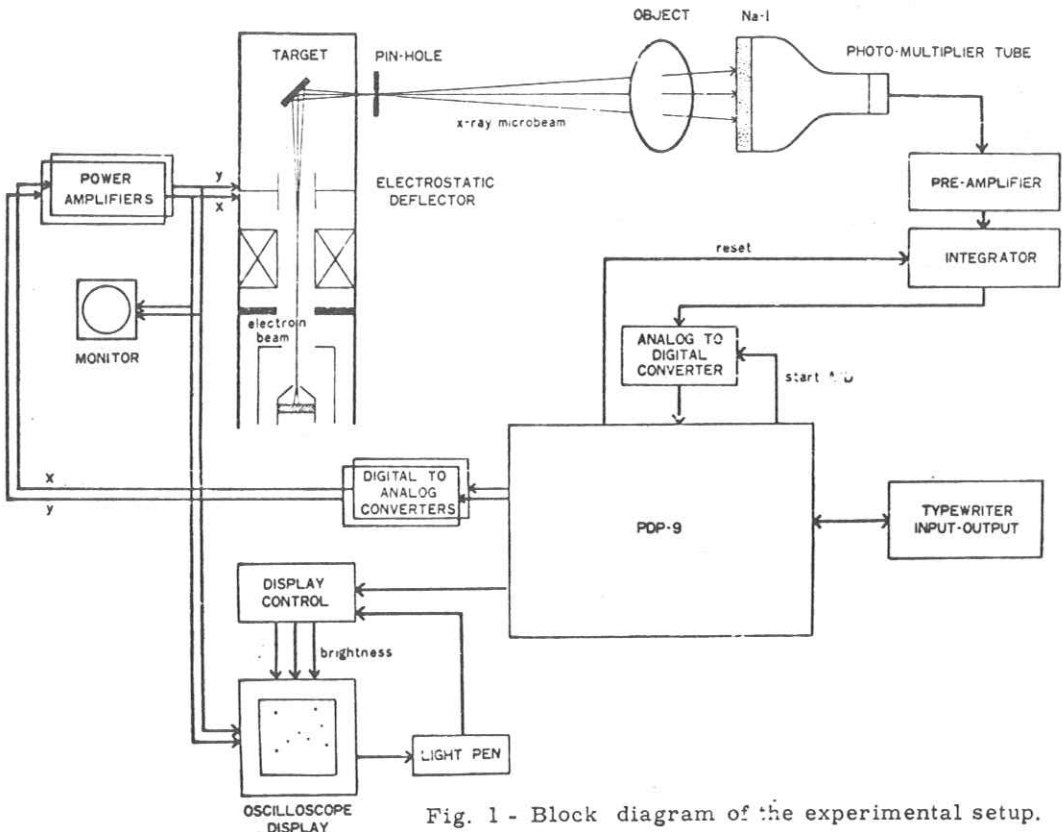 OBJECT
Na-I
TARGET
PIN-HOLE
PHOTO-MULTIPLIER TUBE
x-ray microbeam
POWER
AMPLIFIERS
y
x
ELECTROSTATIC
DEFLECTOR
PRE-AMPLIFIER
reset
INTEGRATOR
MONITOR
electron
beam
ANALOG TO
DIGITAL
CONVERTER
start A/D
x
y
DIGITAL TO
ANALOG
CONVERTERS
PDP-9
TYPEWRITER
INPUT-OUTPUT
DISPLAY
CONTROL
brightness
LIGHT PEN
OSCILLOSCOPE
DISPLAY
Fig. 1 - Block diagram of the experimental setup.